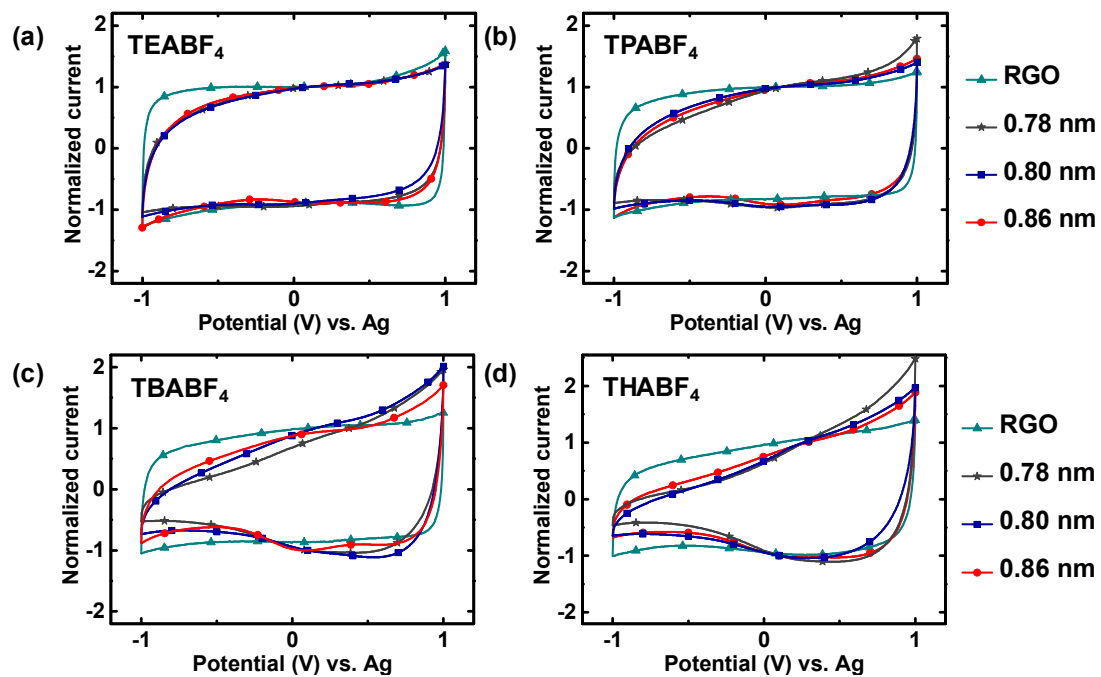 (a)
TEABF₄
Normalized current
2
1
0
-1
-2
-1
0
1
Potential (V) vs. Ag
(b)
TPABF₄
Normalized current
2
1
0
-1
-2
-1
0
1
Potential (V) vs. Ag
RGO
0.78 nm
0.80 nm
0.86 nm
(c)
TBABF₄
Normalized current
2
1
0
-1
-2
-1
0
1
Potential (V) vs. Ag
(d)
THABF₄
Normalized current
2
1
0
-1
-2
-1
0
1
Potential (V) vs. Ag
RGO
0.78 nm
0.80 nm
0.86 nm